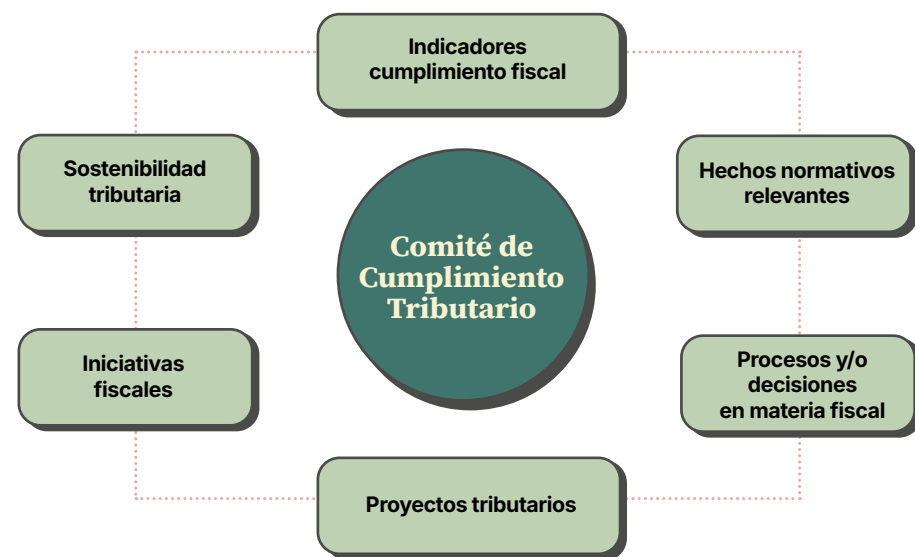 Indicadores
cumplimiento fiscal
Sostenibilidad
tributaria
Hechos normativos
relevantes
Comité de
Cumplimiento
Tributario
Iniciativas
fiscales
Procesos y/o
decisiones
en materia fiscal
Proyectos tributarios